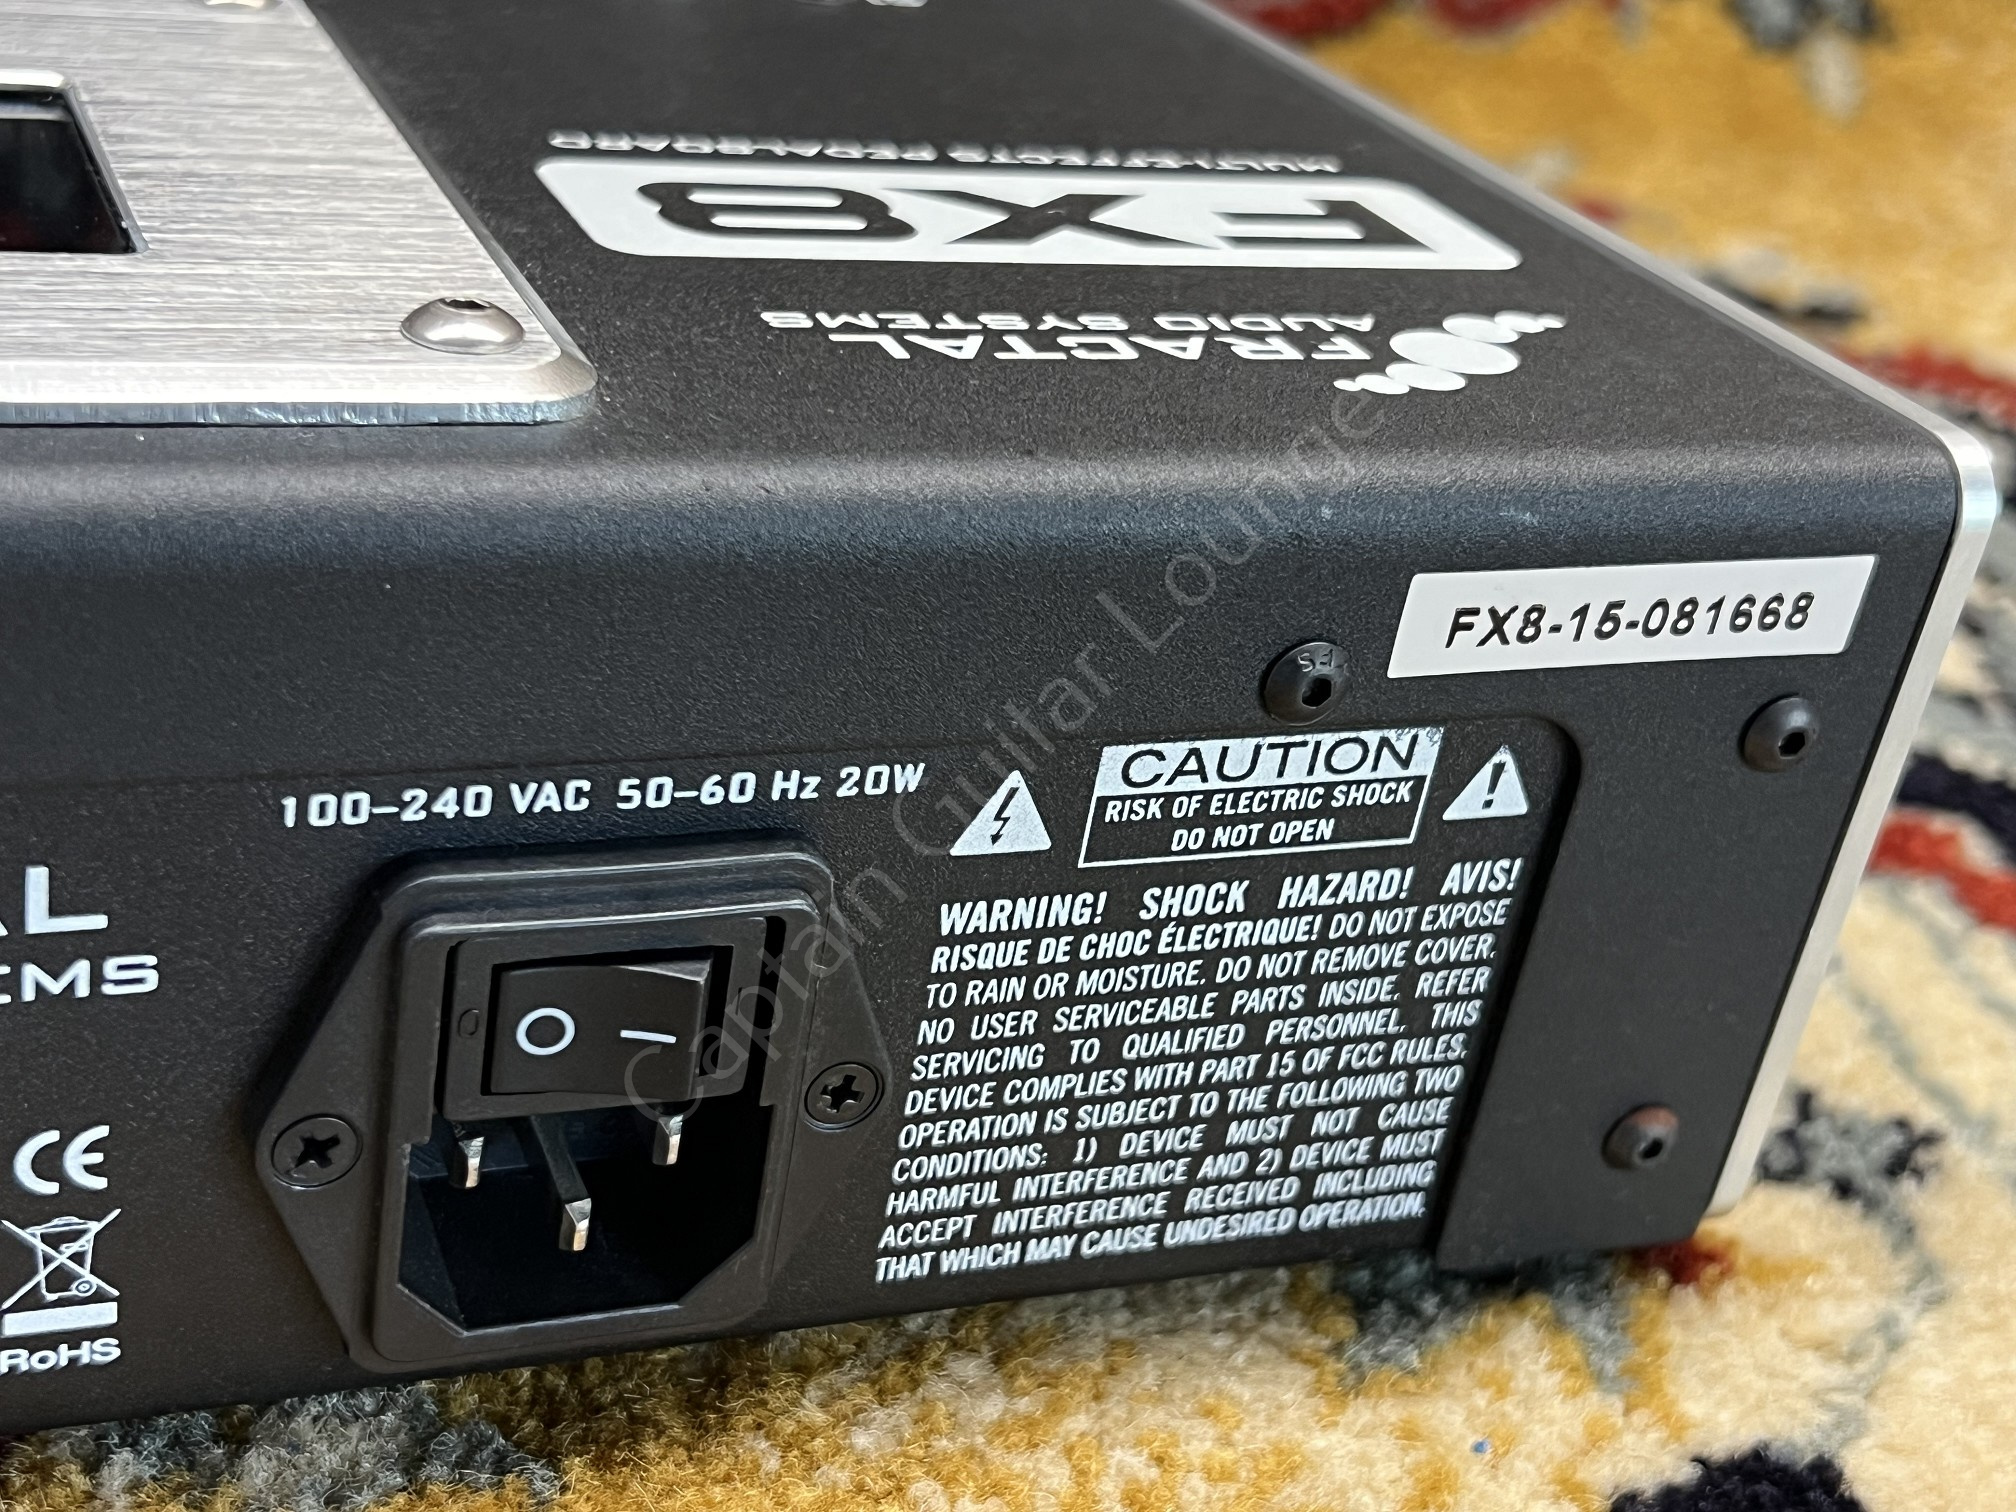 MULTI-EFFECTS PEDALBOARD
FX8
FRACTAL
AUDIO SYSTEMS
FX8-15-081668
100-240 VAC 50-60 Hz 20W
CAUTION
RISK OF ELECTRIC SHOCK
DO NOT OPEN
WARNING! SHOCK HAZARD! AVIS!
RISQUE DE CHOC ÉLECTRIQUE! DO NOT EXPOSE
TO RAIN OR MOISTURE. DO NOT REMOVE COVER.
NO USER SERVICEABLE PARTS INSIDE. REFER
SERVICING TO QUALIFIED PERSONNEL. THIS
DEVICE COMPLIES WITH PART 15 OF FCC RULES.
OPERATION IS SUBJECT TO THE FOLLOWING TWO
CONDITIONS: 1) DEVICE MUST NOT CAUSE
HARMFUL INTERFERENCE AND 2) DEVICE MUST
ACCEPT INTERFERENCE RECEIVED INCLUDING
THAT WHICH MAY CAUSE UNDESIRED OPERATION.
AL
EMS
CE
RoHS
O I
Captain Guitar Lounge